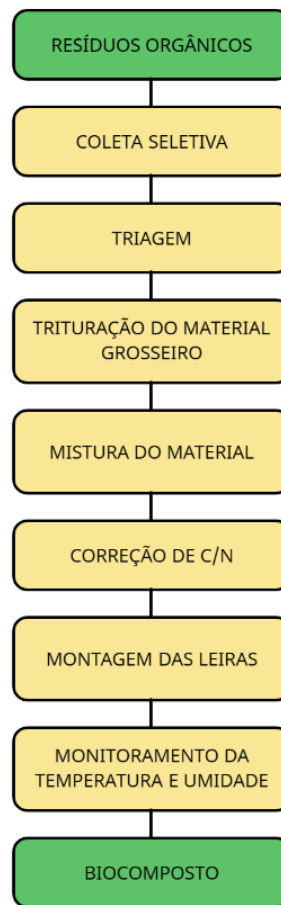 RESÍDUOS ORGÂNICOS
COLETA SELETIVA
TRIAGEM
TRITURAÇÃO DO MATERIAL
GROSSEIRO
MISTURA DO MATERIAL
CORREÇÃO DE C/N
MONTAGEM DAS LEIRAS
MONITORAMENTO DA
TEMPERATURA E UMIDADE
BIOCOMPOSTO